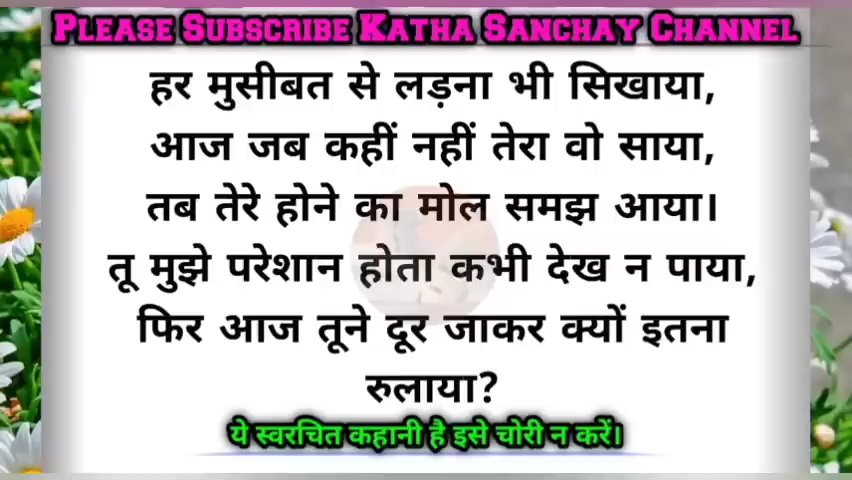 PLEASE SUBSCRIBE KATHA SANCHAY CHANNEL
हर मुसीबत से लड़ना भी सिखाया,
आज जब कहीं नहीं तेरा वो साया,
तब तेरे होने का मोल समझ आया।
तू मुझे परेशान होता कभी देख न पाया,
फिर आज तूने दूर जाकर क्यों इतना
रुलाया?
ये स्वरचित कहानी है इसे चोरी न करें।